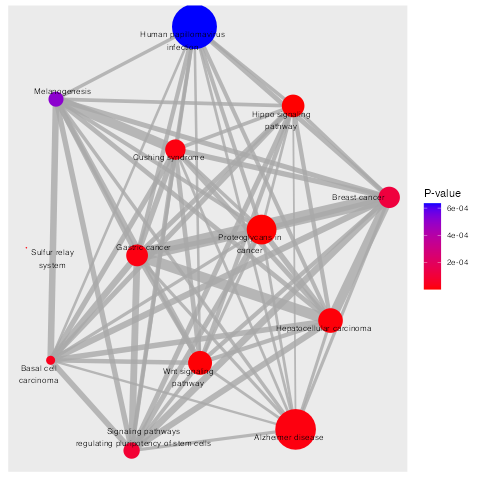 Human papillomavirus
infection
Melanogenesis
Hippo signaling
pathway
Cushing syndrome
Breast cancer
Proteoglycans in
cancer
Gastric cancer
Sulfur relay
system
Hepatocellular carcinoma
Basal cell
carcinoma
Wnt signaling
pathway
Signaling pathways
regulating pluripotency of stem cells
Alzheimer disease
P-value
6e-04
4e-04
2e-04